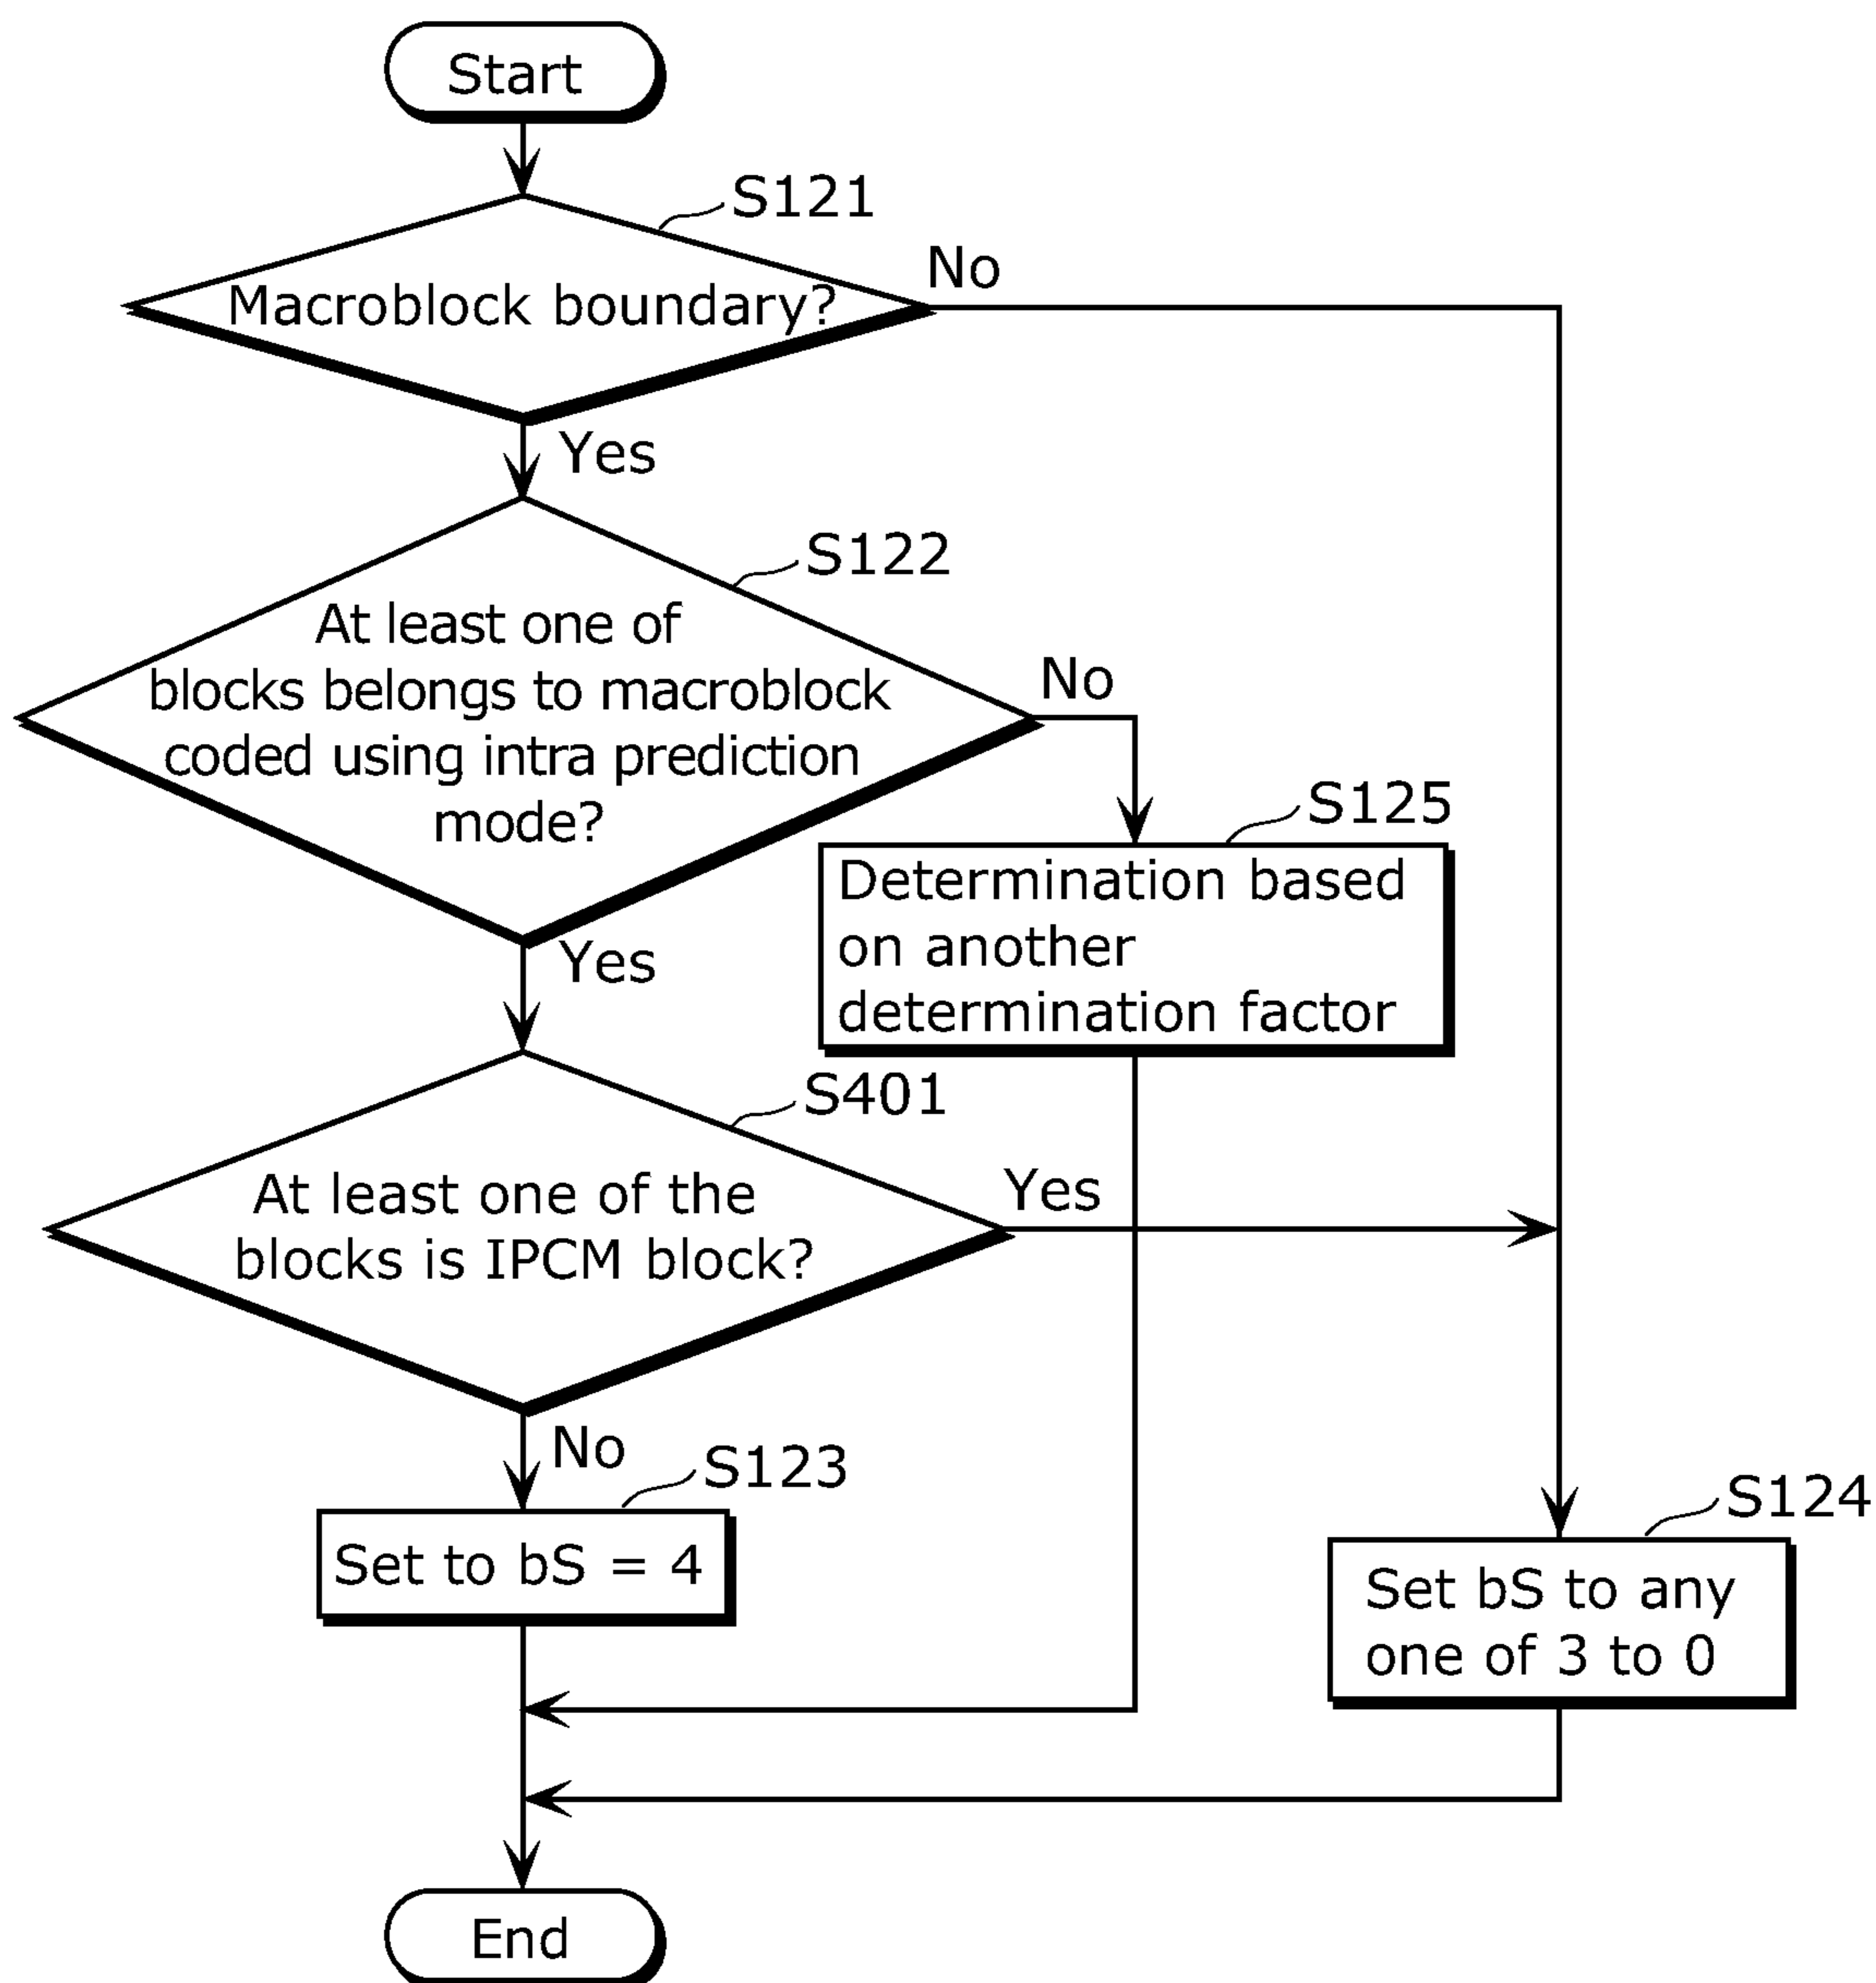 Start
S121
Macroblock boundary?
No
Yes
S122
At least one of
blocks belongs to macroblock
coded using intra prediction
mode?
No
S125
Determination based
on another
determination factor
Yes
S401
At least one of the
blocks is IPCM block?
Yes
No
S123
Set to bS = 4
S124
Set bS to any
one of 3 to 0
End